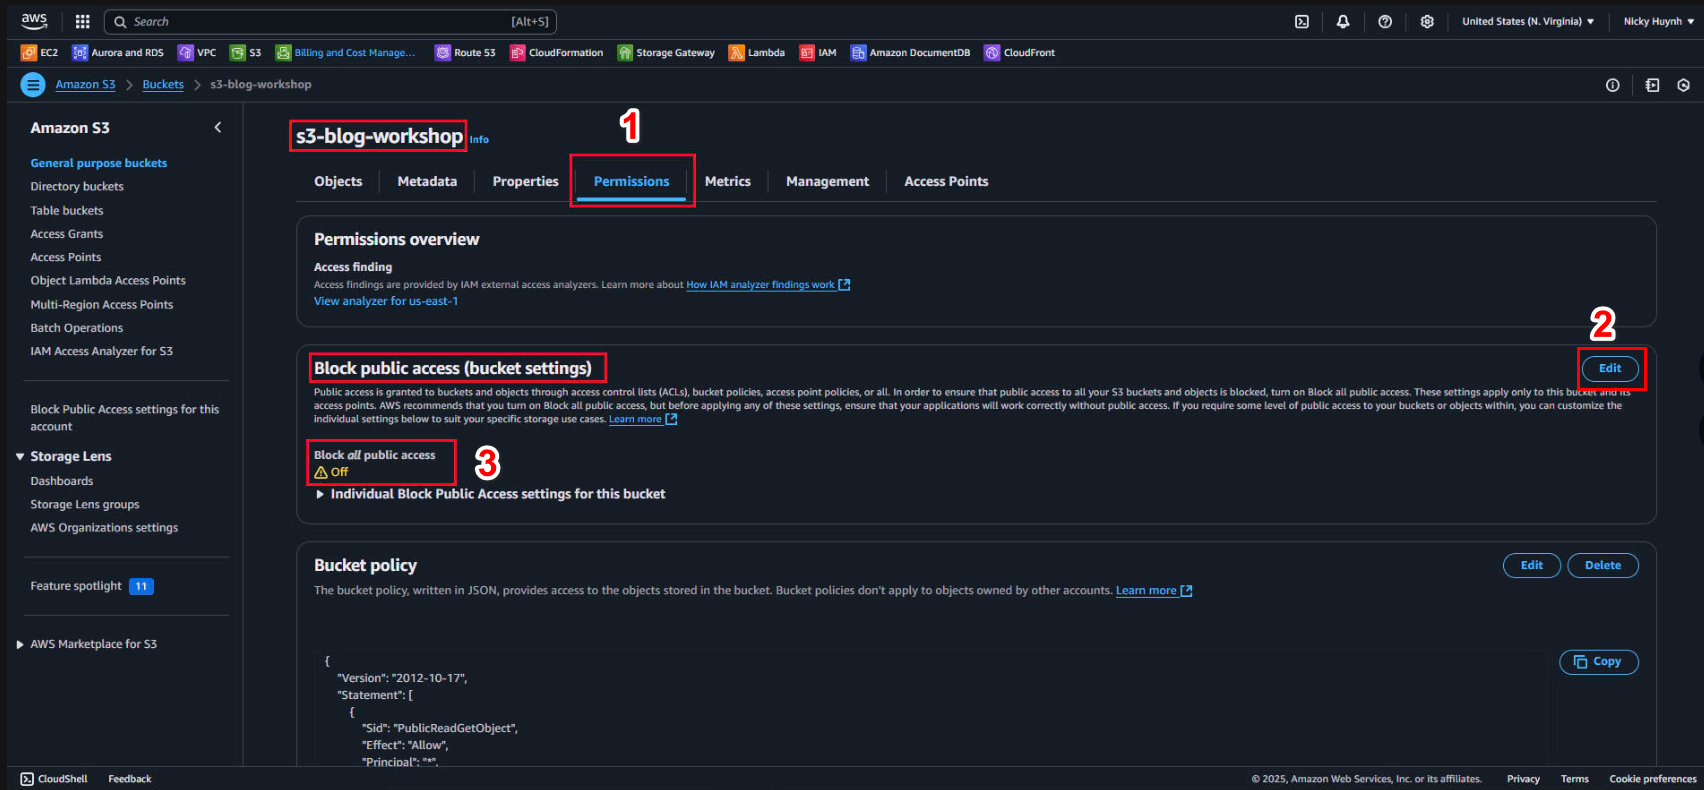 aws
Search [Alt+S]
United States (N. Virginia) ▼
Nicky Huynh ▼
EC2
Aurora and RDS
VPC
S3
Billing and Cost Manage...
Route 53
CloudFormation
Storage Gateway
Lambda
IAM
Amazon DocumentDB
CloudFront
Amazon S3 > Buckets > s3-blog-workshop
Amazon S3
General purpose buckets
Directory buckets
Table buckets
Access Grants
Access Points
Object Lambda Access Points
Multi-Region Access Points
Batch Operations
IAM Access Analyzer for S3
Block Public Access settings for this
account
Storage Lens
Dashboards
Storage Lens groups
AWS Organizations settings
Feature spotlight 11
AWS Marketplace for S3
s3-blog-workshop Info
1
Objects
Metadata
Properties
Permissions
Metrics
Management
Access Points
Permissions overview
Access finding
Access findings are provided by IAM external access analyzers. Learn more about How IAM analyzer findings work
View analyzer for us-east-1
2
Block public access (bucket settings)
Edit
Public access is granted to buckets and objects through access control lists (ACLs), bucket policies, access point policies, or all. In order to ensure that public access to all your S3 buckets and objects is blocked, turn on Block all public access. These settings apply only to this bucket and its
access points. AWS recommends that you turn on Block all public access, but before applying any of these settings, ensure that your applications will work correctly without public access. If you require some level of public access to your buckets or objects within, you can customize the
individual settings below to suit your specific storage use cases. Learn more
Block all public access
Off
3
Individual Block Public Access settings for this bucket
Bucket policy
Edit
Delete
The bucket policy, written in JSON, provides access to the objects stored in the bucket. Bucket policies don't apply to objects owned by other accounts. Learn more
Copy
{
"Version": "2012-10-17",
"Statement": [
{
"Sid": "PublicReadGetObject",
"Effect": "Allow",
"Principal": "*",
CloudShell
Feedback
© 2025, Amazon Web Services, Inc. or its affiliates.
Privacy
Terms
Cookie preferences